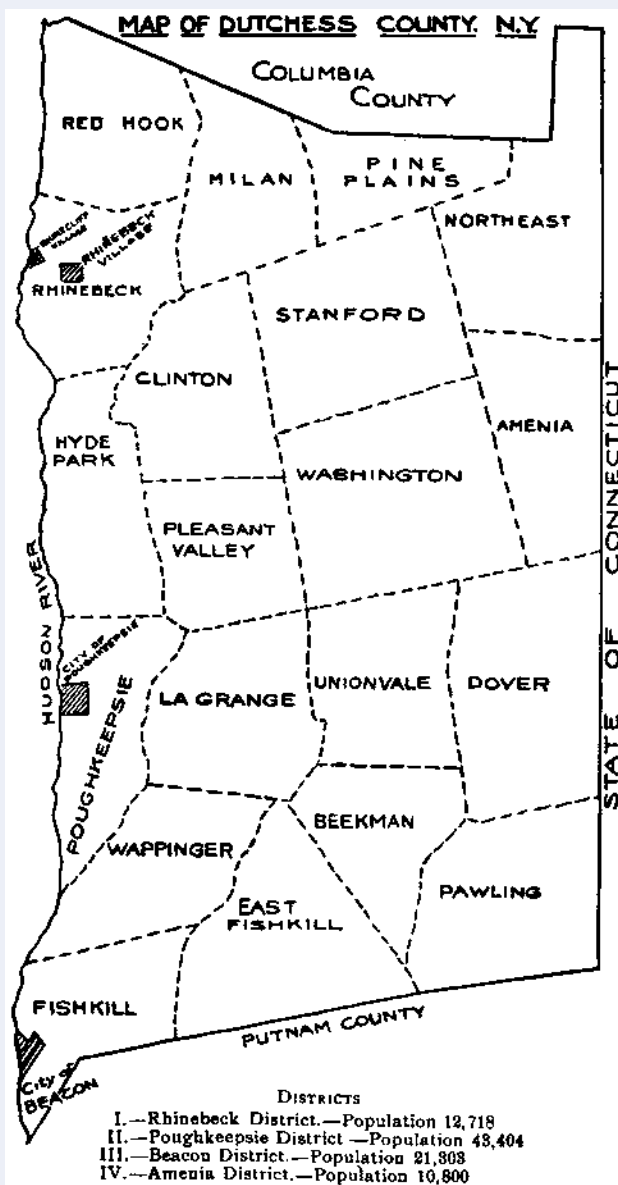 MAP OF DUTCHESS COUNTY. N.Y.
COLUMBIA
COUNTY
RED HOOK
MILAN
PINE
PLAINS
NORTHEAST
RHINECLIFF
VILLAGE
RHINEBECK
VILLAGE
RHINEBECK
STANFORD
CLINTON
AMENIA
HYDE
PARK
WASHINGTON
PLEASANT
VALLEY
HUDSON RIVER
STATE OF CONNECTICUT
CITY OF
POUGHKEEPSIE
POUGHKEEPSIE
LA GRANGE
UNIONVALE
DOVER
WAPPINGER
BEEKMAN
EAST
FISHKILL
PAWLING
FISHKILL
PUTNAM COUNTY
City of
BEACON
DISTRICTS
I.—Rhinebeck District.—Population 12,718
II.—Poughkeepsie District—Population 43,404
III.—Beacon District.—Population 21,303
IV.—Amenia District.—Population 10,800